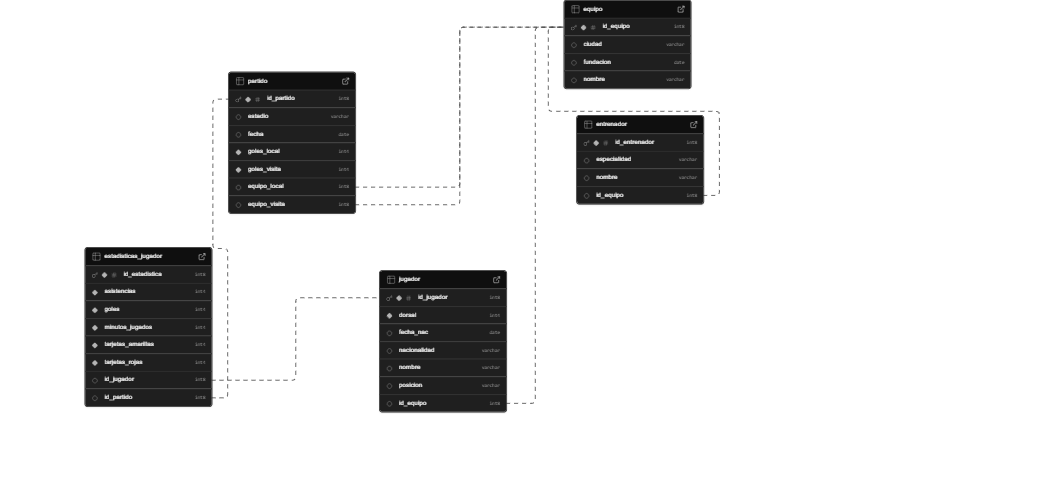 equipo
id_equipo int8
ciudad varchar
fundacion date
nombre varchar
partido
id_partido int8
estadio varchar
fecha date
goles_local int4
goles_visita int4
equipo_local int8
equipo_visita int8
entrenador
id_entrenador int8
especialidad varchar
nombre varchar
id_equipo int8
estadisticas_jugador
id_estadistica int8
asistencias int4
goles int4
minutos_jugados int4
tarjetas_amarillas int4
tarjetas_rojas int4
id_jugador int8
id_partido int8
jugador
id_jugador int8
dorsal int4
fecha_nac date
nacionalidad varchar
nombre varchar
posicion varchar
id_equipo int8